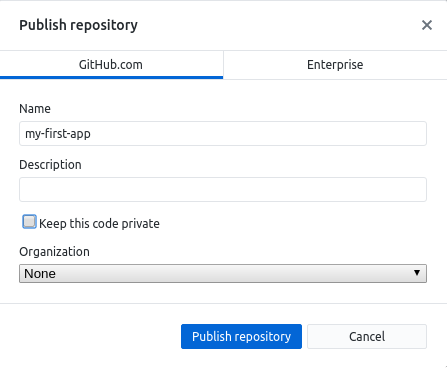 Publish repository
GitHub.com
Enterprise
Name
my-first-app
Description
Keep this code private
Organization
None
Publish repository
Cancel